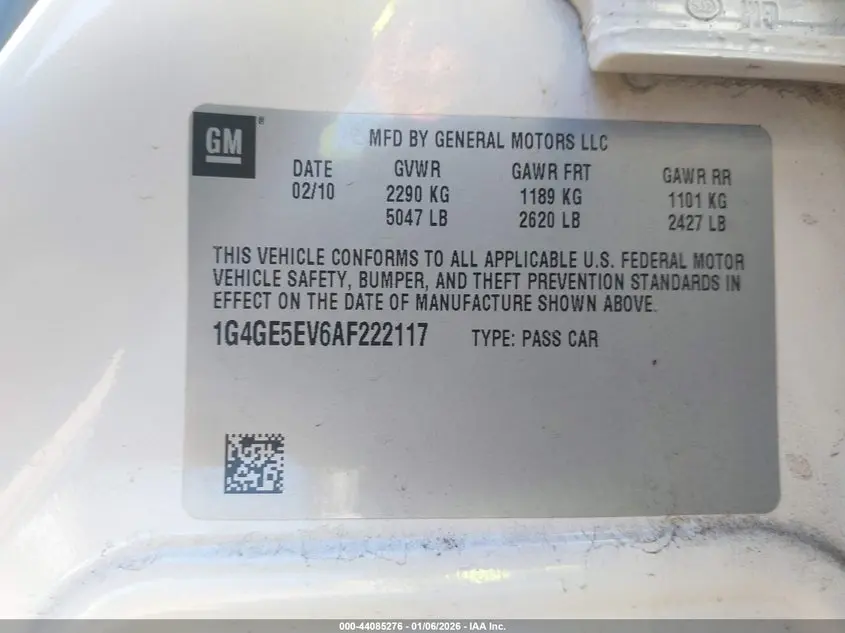 GM ® MFD BY GENERAL MOTORS LLC
DATE GVWR GAWR FRT GAWR RR
02/10 2290 KG 1189 KG 1101 KG
5047 LB 2620 LB 2427 LB
THIS VEHICLE CONFORMS TO ALL APPLICABLE U.S. FEDERAL MOTOR
VEHICLE SAFETY, BUMPER, AND THEFT PREVENTION STANDARDS IN
EFFECT ON THE DATE OF MANUFACTURE SHOWN ABOVE.
1G4GE5EV6AF222117 TYPE: PASS CAR
000-44085276 - 01/06/2026 - IAA Inc.